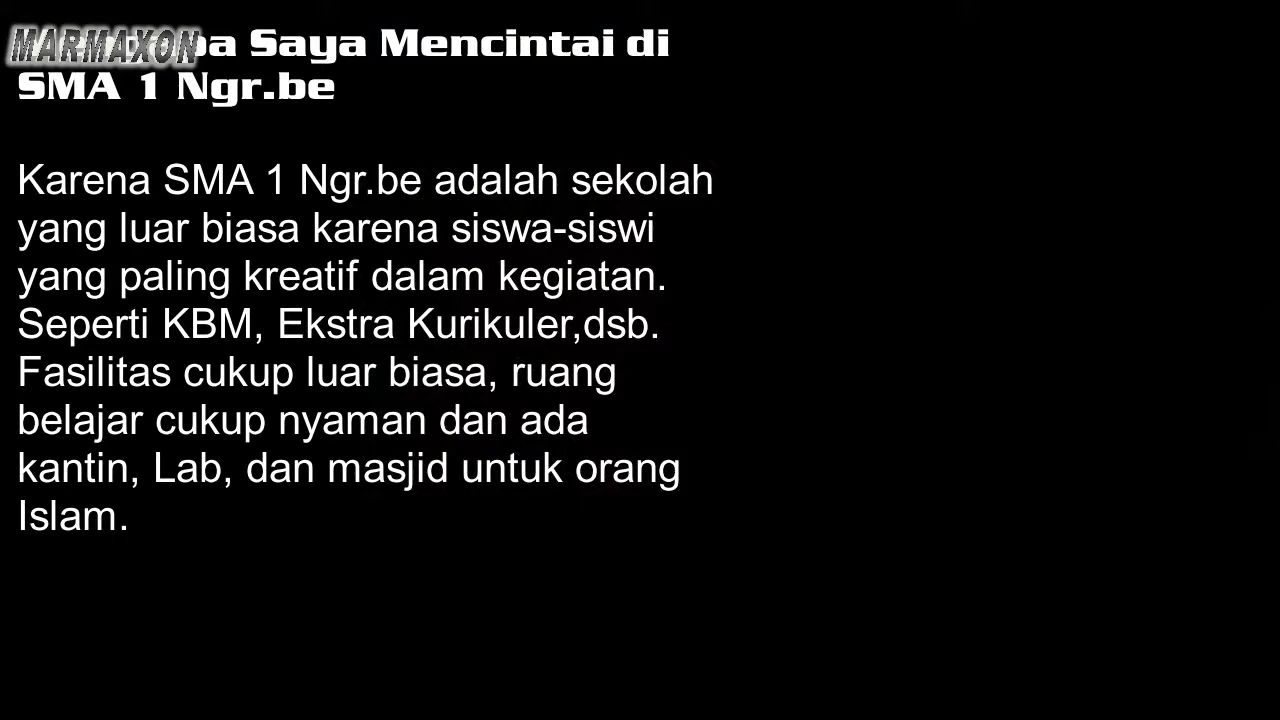 MARMAXON
Saya Mencintai di
SMA 1 Ngr.be
Karena SMA 1 Ngr.be adalah sekolah
yang luar biasa karena siswa-siswi
yang paling kreatif dalam kegiatan.
Seperti KBM, Ekstra Kurikuler,dsb.
Fasilitas cukup luar biasa, ruang
belajar cukup nyaman dan ada
kantin, Lab, dan masjid untuk orang
Islam.